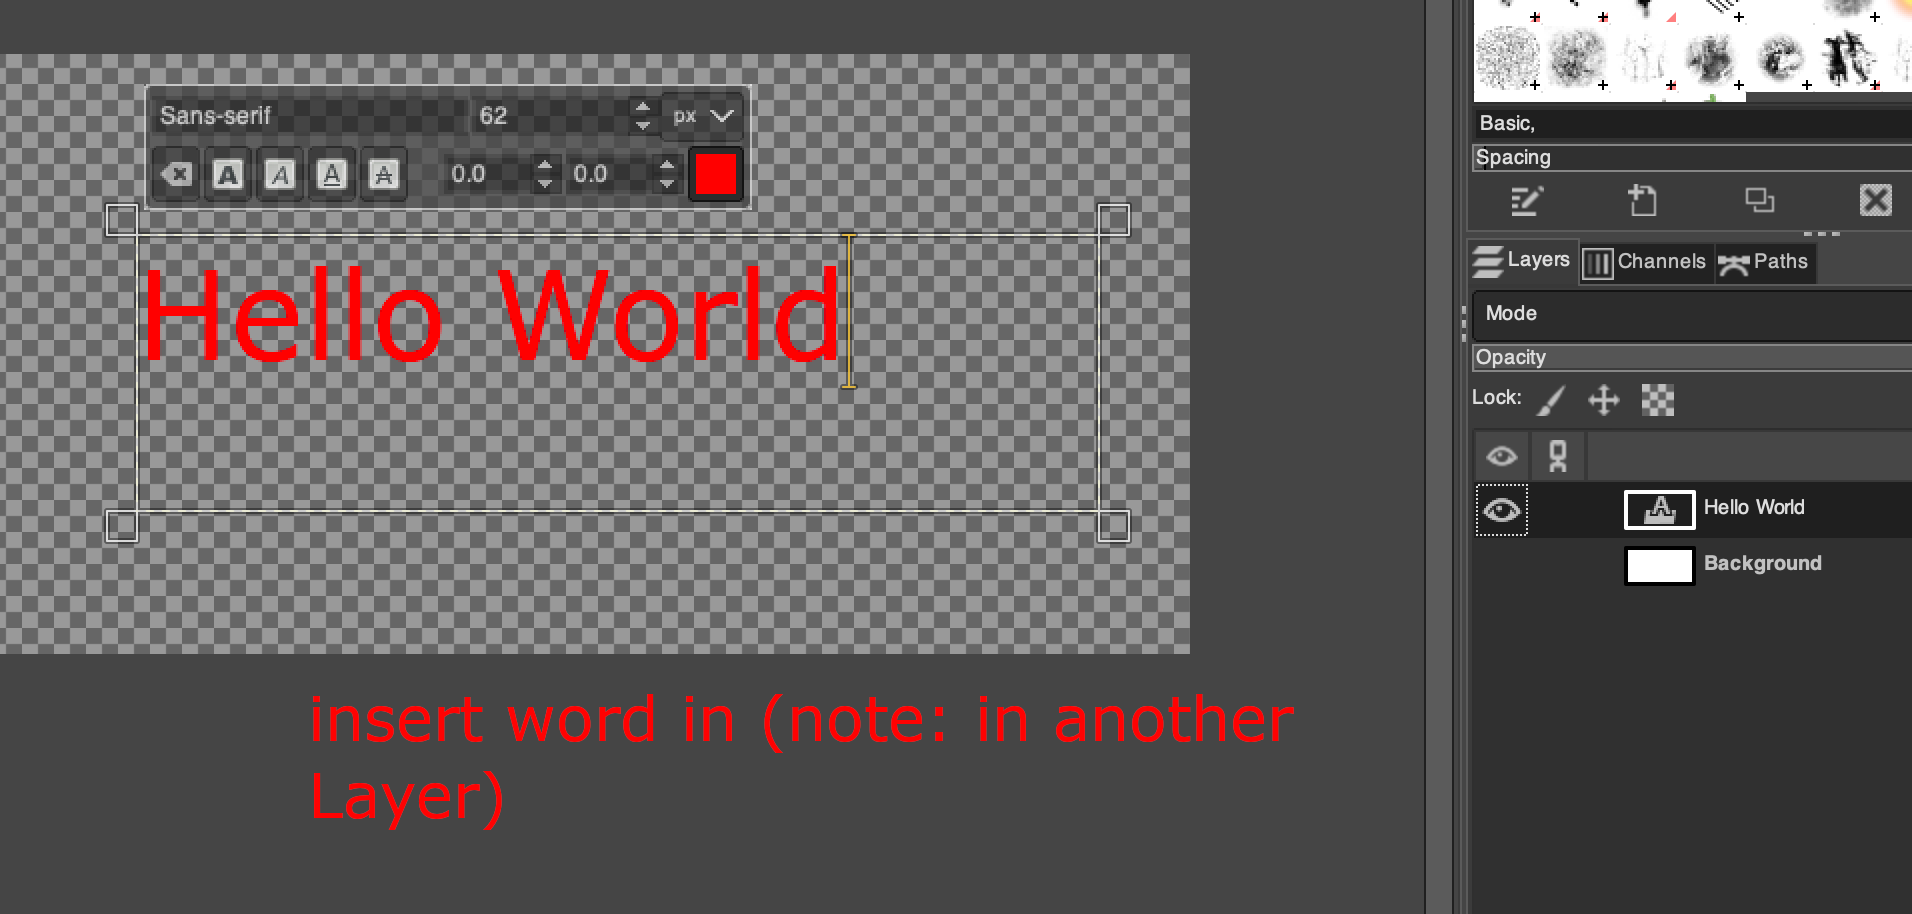 Sans-serif 62 px
0.0 0.0
Hello World
insert word in (note: in another
Layer)
Basic,
Spacing
Layers Channels Paths
Mode
Opacity
Lock:
Hello World
Background